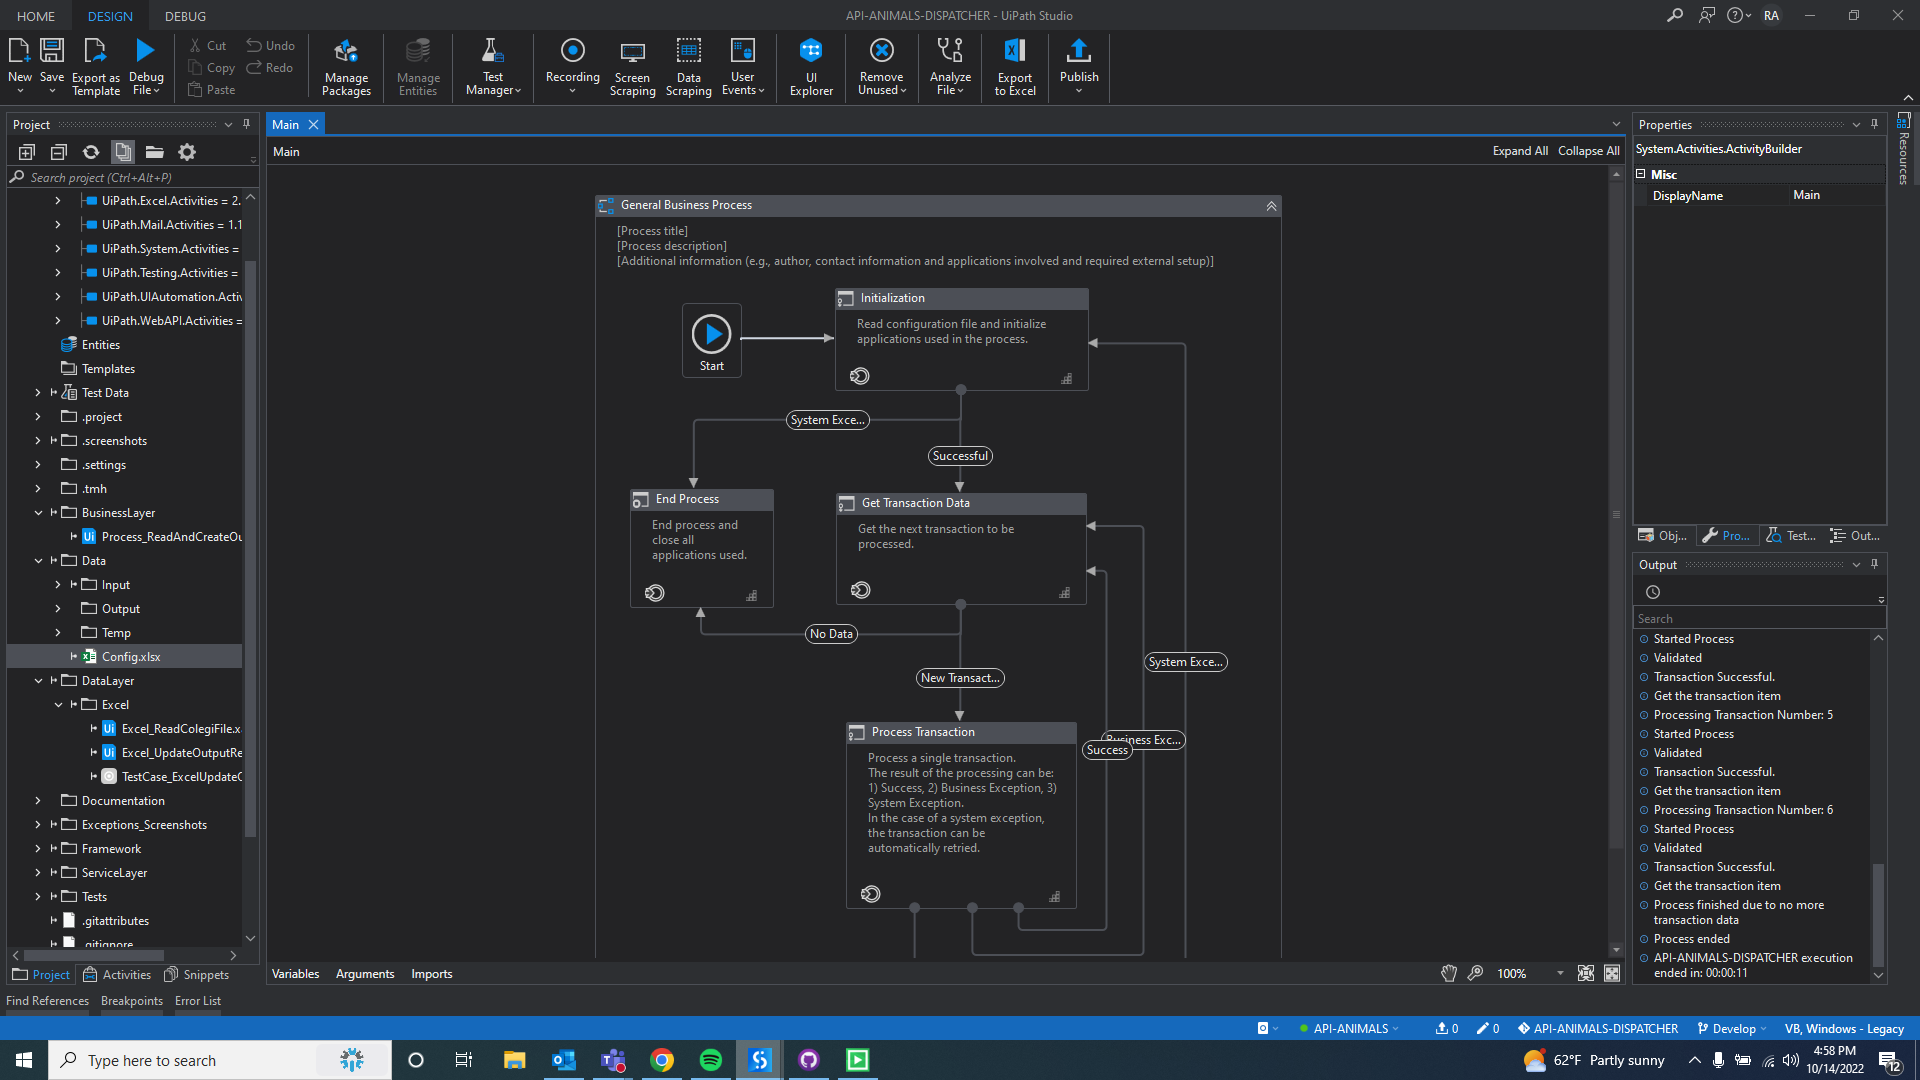 HOME
DESIGN
DEBUG
API-ANIMALS-DISPATCHER - UiPath Studio
RA
New
Save
Export as
Template
Debug
File
Cut
Copy
Paste
Undo
Redo
Manage
Packages
Manage
Entities
Test
Manager
Recording
Screen
Scraping
Data
Scraping
User
Events
UI
Explorer
Remove
Unused
Analyze
File
Export
to Excel
Publish
Project
Search project (Ctrl+Alt+P)
UiPath.Excel.Activities = 2.
UiPath.Mail.Activities = 1.1
UiPath.System.Activities =
UiPath.Testing.Activities =
UiPath.UIAutomation.Activ
UiPath.WebAPI.Activities =
Entities
Templates
Test Data
.project
.screenshots
.settings
.tmh
BusinessLayer
Process_ReadAndCreateOu
Data
Input
Output
Temp
Config.xlsx
DataLayer
Excel
Excel_ReadColegiFile.x
Excel_UpdateOutputRe
TestCase_ExcelUpdateO
Documentation
Exceptions_Screenshots
Framework
ServiceLayer
Tests
.gitattributes
.gitignore
Project
Activities
Snippets
Find References
Breakpoints
Error List
Main
Main
Expand All
Collapse All
General Business Process
[Process title]
[Process description]
[Additional information (e.g., author, contact information and applications involved and required external setup)]
Start
Initialization
Read configuration file and initialize
applications used in the process.
System Exce...
Successful
End Process
End process and
close all
applications used.
Get Transaction Data
Get the next transaction to be
processed.
No Data
New Transact...
System Exce...
Business Exc...
Success
Process Transaction
Process a single transaction.
The result of the processing can be:
1) Success, 2) Business Exception, 3)
System Exception.
In the case of a system exception,
the transaction can be
automatically retried.
Variables
Arguments
Imports
100%
Properties
System.Activities.ActivityBuilder
Misc
DisplayName
Main
Resources
Obj...
Pro...
Test...
Out...
Output
Search
Started Process
Validated
Transaction Successful.
Get the transaction item
Processing Transaction Number: 5
Started Process
Validated
Transaction Successful.
Get the transaction item
Processing Transaction Number: 6
Started Process
Validated
Transaction Successful.
Get the transaction item
Process finished due to no more
transaction data
Process ended
API-ANIMALS-DISPATCHER execution
ended in: 00:00:11
API-ANIMALS
0
0
API-ANIMALS-DISPATCHER
Develop
VB, Windows - Legacy
Type here to search
62°F Partly sunny
4:58 PM
10/14/2022
12